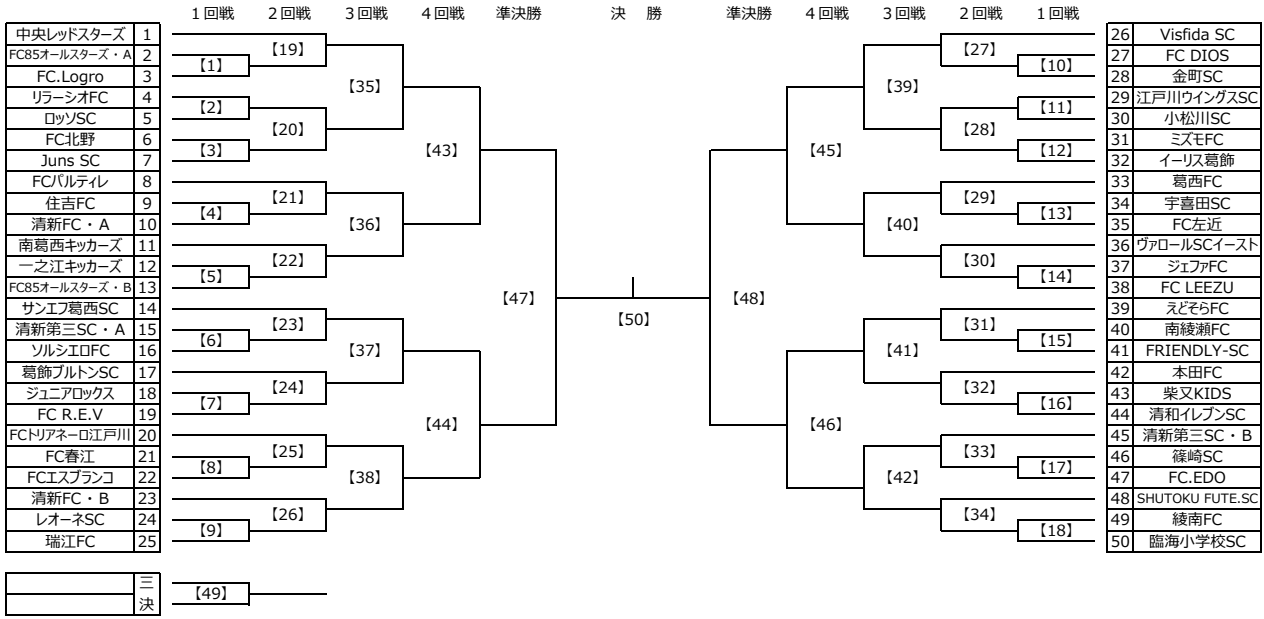 1回戦 2回戦 3回戦 4回戦 準決勝 決 勝 準決勝 4回戦 3回戦 2回戦 1回戦
中央レッドスターズ 1
FC85オールスターズ・A 2
FC.Logro 3
リラーシオFC 4
ロッソSC 5
FC北野 6
Juns SC 7
FCパルティレ 8
住吉FC 9
清新FC・A 10
南葛西キッカーズ 11
一之江キッカーズ 12
FC85オールスターズ・B 13
サンエフ葛西SC 14
清新第三SC・A 15
ソルシエロFC 16
葛飾ブルトンSC 17
ジュニアロックス 18
FC R.E.V 19
FCトリアネーロ江戸川 20
FC春江 21
FCエスブランコ 22
清新FC・B 23
レオーネSC 24
瑞江FC 25
【1】
【2】
【3】
【4】
【5】
【6】
【7】
【8】
【9】
【19】
【20】
【21】
【22】
【23】
【24】
【25】
【26】
【35】
【36】
【37】
【38】
【43】
【44】
【47】
【50】
【48】
【45】
【46】
【39】
【40】
【41】
【42】
【27】
【28】
【29】
【30】
【31】
【32】
【33】
【34】
【10】
【11】
【12】
【13】
【14】
【15】
【16】
【17】
【18】
26 Visfida SC
27 FC DIOS
28 金町SC
29 江戸川ウイングスSC
30 小松川SC
31 ミズモFC
32 イーリス葛飾
33 葛西FC
34 宇喜田SC
35 FC左近
36 ヴァロールSCイースト
37 ジェファFC
38 FC LEEZU
39 えどそらFC
40 南綾瀬FC
41 FRIENDLY-SC
42 本田FC
43 柴又KIDS
44 清和イレブンSC
45 清新第三SC・B
46 篠崎SC
47 FC.EDO
48 SHUTOKU FUTE.SC
49 綾南FC
50 臨海小学校SC
三
決
【49】